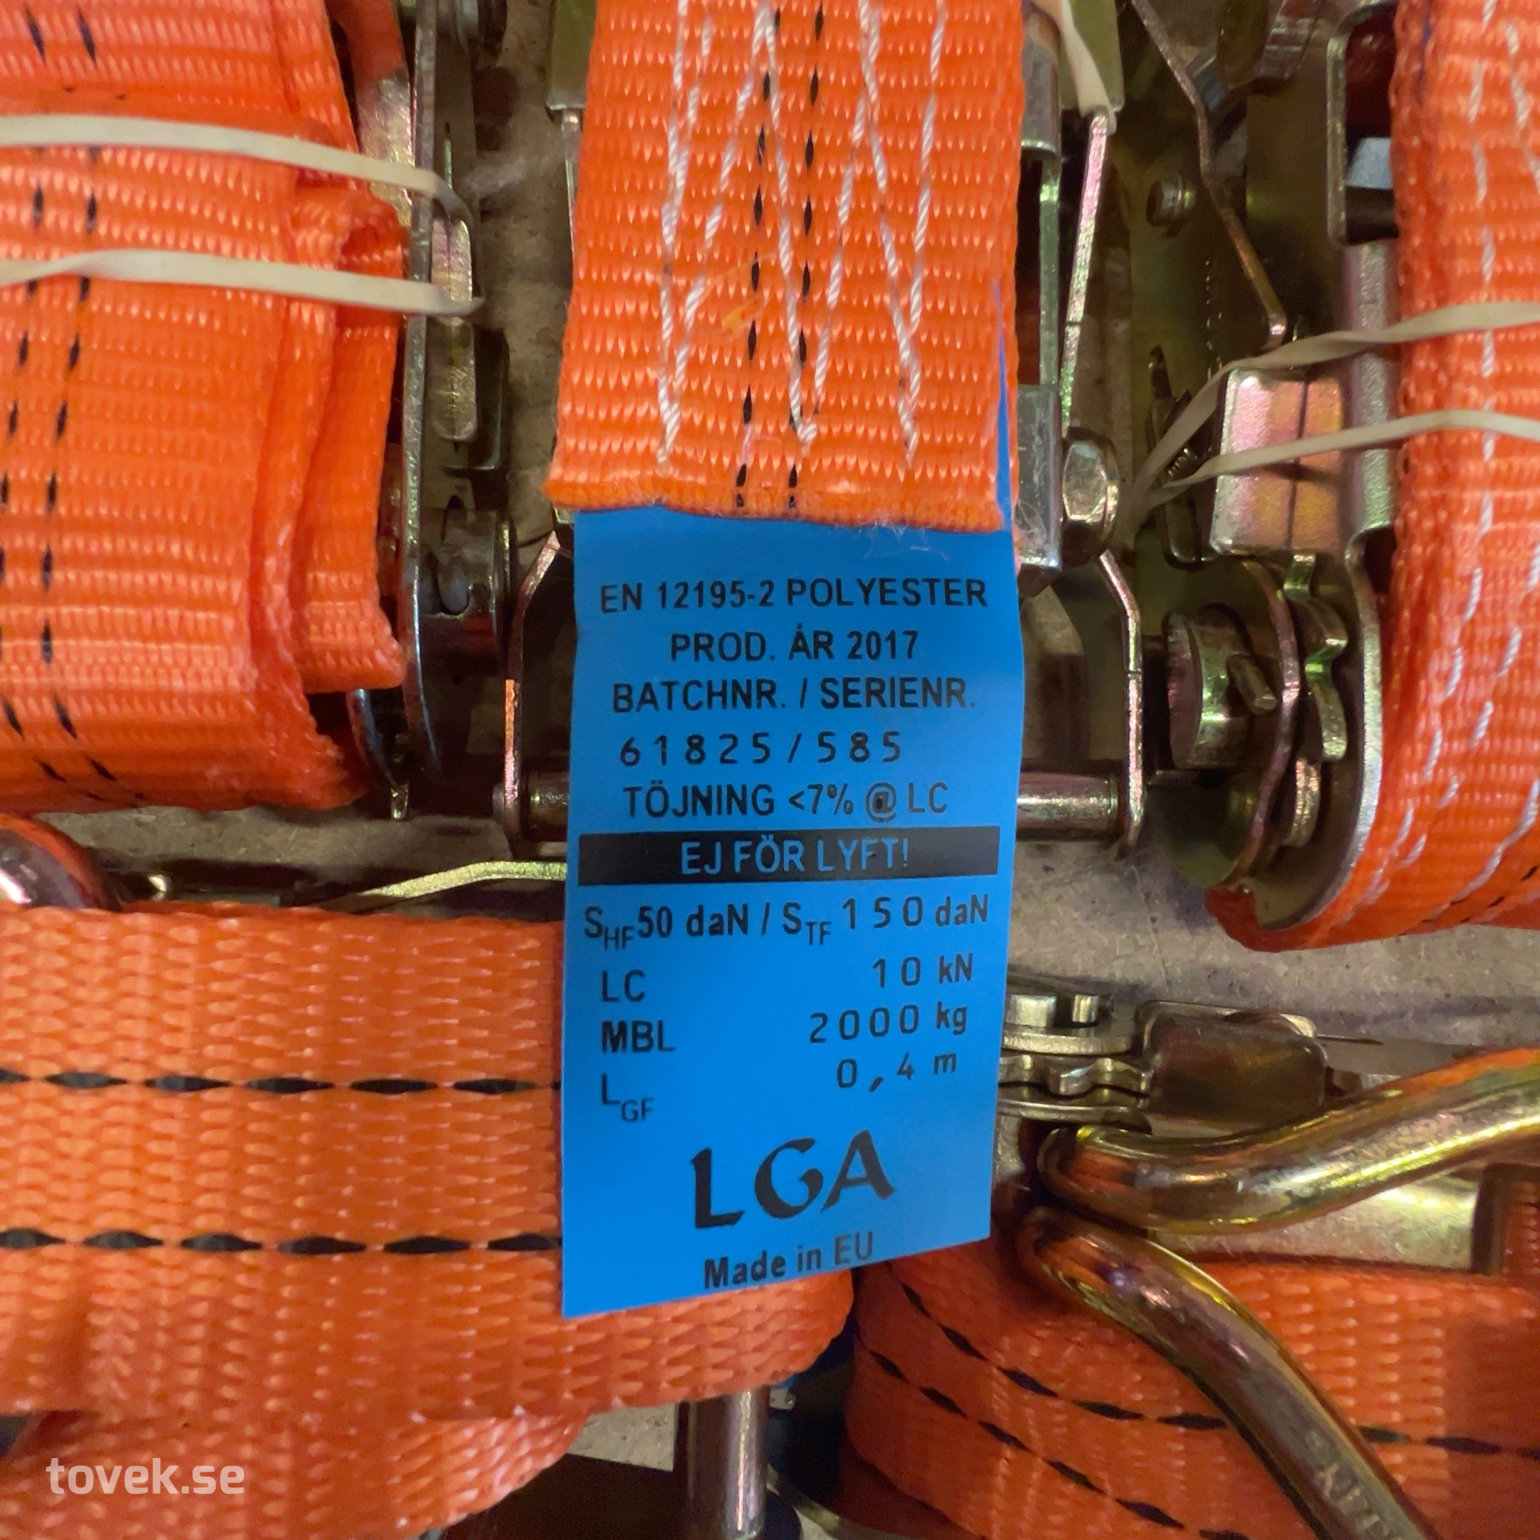 EN 12195-2 POLYESTER
PROD. ÅR 2017
BATCHNR. / SERIENR.
61825/585
TÖJNING <7% @ LC
EJ FÖR LYFT!
SHF50 daN / STF 150 daN
LC 10 kN
MBL 2000 kg
LGF 0,4 m
LGA
Made in EU
tovek.se